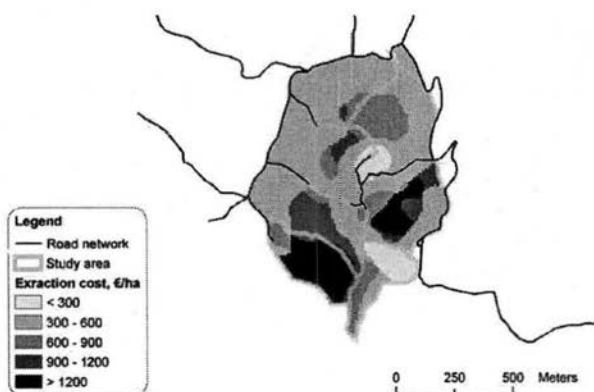 Legend
Road network
Study area
Exraction cost, €/ha
< 300
300 - 600
600 - 900
900 - 1200
> 1200
0 250 500 Meters